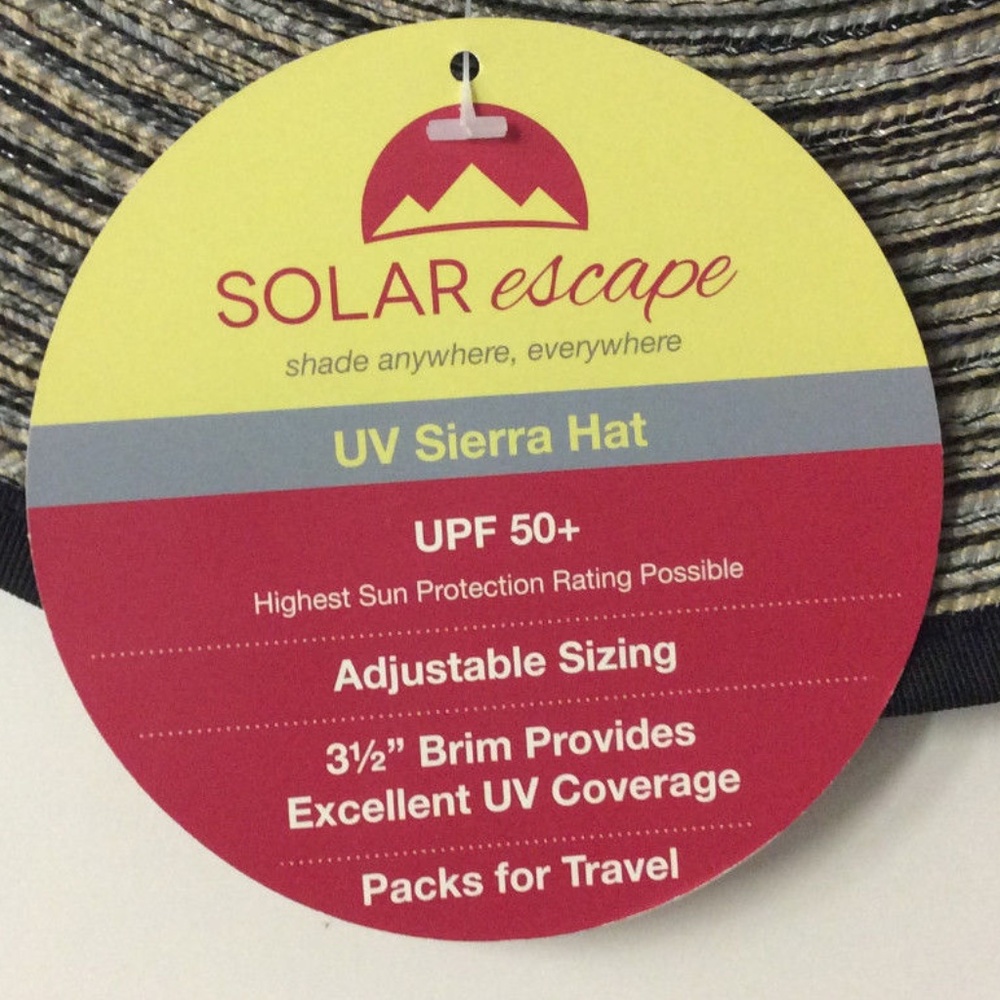 SOLAR escape
shade anywhere, everywhere
UV Sierra Hat
UPF 50+
Highest Sun Protection Rating Possible
Adjustable Sizing
3½” Brim Provides
Excellent UV Coverage
Packs for Travel